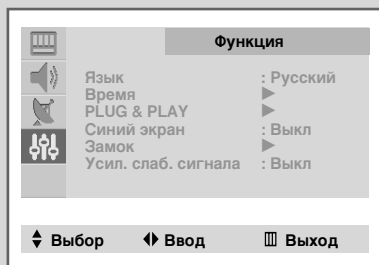 Функция
Язык : Русский
Время ▶
PLUG & PLAY ▶
Синий экран : Выкл
Замок ▶
Усил. слаб. сигнала : Выкл
Выбор Ввод Выход